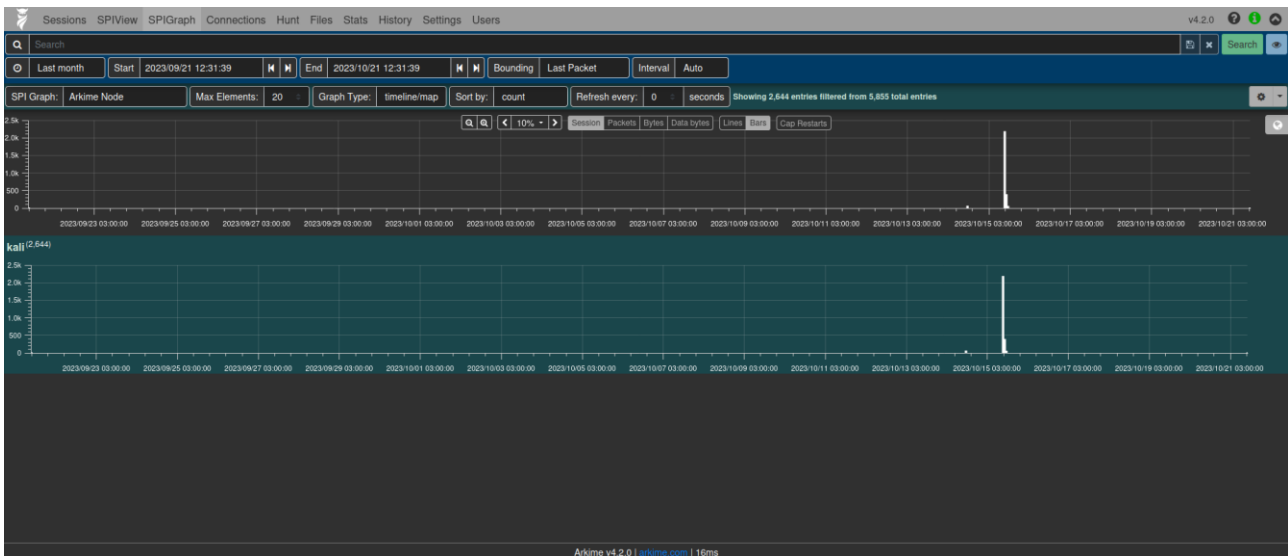 Sessions SPIView SPIGraph Connections Hunt Files Stats History Settings Users v4.2.0
Search Search
Last month Start 2023/09/21 12:31:39 End 2023/10/21 12:31:39 Bounding Last Packet Interval Auto
SPI Graph: Arkime Node Max Elements: 20 Graph Type: timeline/map Sort by: count Refresh every: 0 seconds Showing 2,644 entries filtered from 5,855 total entries
10% Session Packets Bytes Data bytes Lines Bars Cap Restarts
2.5k
2.0k
1.5k
1.0k
500
0
2023/09/23 03:00:00 2023/09/25 03:00:00 2023/09/27 03:00:00 2023/09/29 03:00:00 2023/10/01 03:00:00 2023/10/03 03:00:00 2023/10/05 03:00:00 2023/10/07 03:00:00 2023/10/09 03:00:00 2023/10/11 03:00:00 2023/10/13 03:00:00 2023/10/15 03:00:00 2023/10/17 03:00:00 2023/10/19 03:00:00 2023/10/21 03:00:00
kali (2,644)
2.5k
2.0k
1.5k
1.0k
500
0
2023/09/23 03:00:00 2023/09/25 03:00:00 2023/09/27 03:00:00 2023/09/29 03:00:00 2023/10/01 03:00:00 2023/10/03 03:00:00 2023/10/05 03:00:00 2023/10/07 03:00:00 2023/10/09 03:00:00 2023/10/11 03:00:00 2023/10/13 03:00:00 2023/10/15 03:00:00 2023/10/17 03:00:00 2023/10/19 03:00:00 2023/10/21 03:00:00
Arkime v4.2.0 | arkime.com | 16ms